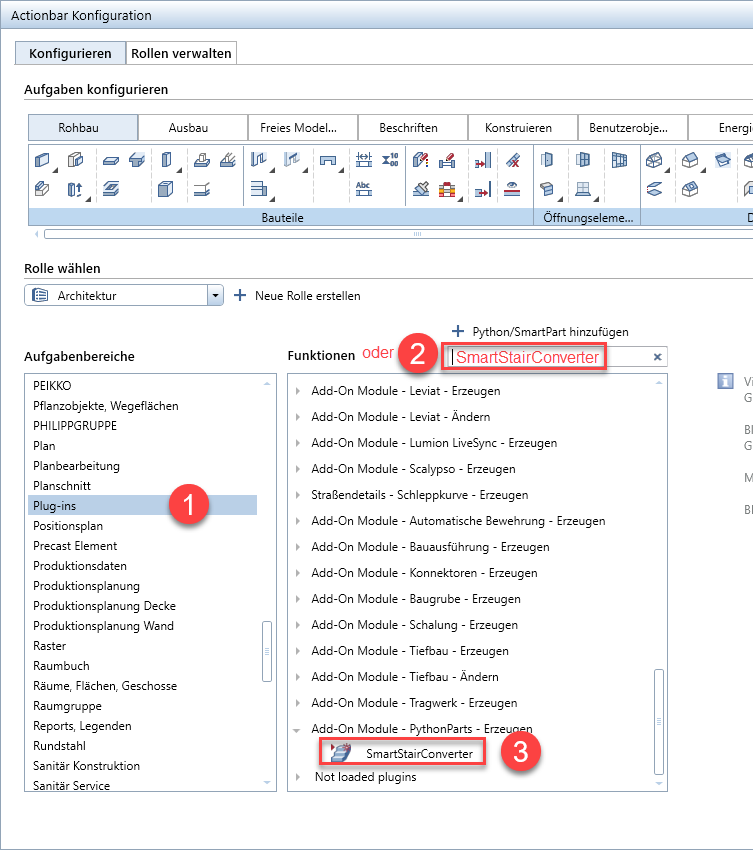 Actionbar Konfiguration
Konfigurieren Rollen verwalten
Aufgaben konfigurieren
Rohbau Ausbau Freies Model... Beschriften Konstruieren Benutzerobje... Energi
10
00
Abc
Bauteile Öffnungseleme... D
Rolle wählen
Architektur Neue Rolle erstellen
Python/SmartPart hinzufügen
Aufgabenbereiche
Funktionen oder 2 SmartStairConverter
PEIKKO
Pflanzobjekte, Wegeflächen
PHILIPPGRUPPE
Plan
Planbearbeitung
Planschnitt
Plug-ins 1
Positionsplan
Precast Element
Produktionsdaten
Produktionsplanung
Produktionsplanung Decke
Produktionsplanung Wand
Raster
Raumbuch
Räume, Flächen, Geschosse
Raumgruppe
Reports, Legenden
Rundstahl
Sanitär Konstruktion
Sanitär Service
Add-On Module - Leviat - Erzeugen
Add-On Module - Leviat - Ändern
Add-On Module - Lumion LiveSync - Erzeugen
Add-On Module - Scalypso - Erzeugen
Straßendetails - Schleppkurve - Erzeugen
Add-On Module - Automatische Bewehrung - Erzeugen
Add-On Module - Bauausführung - Erzeugen
Add-On Module - Konnektoren - Erzeugen
Add-On Module - Baugrube - Erzeugen
Add-On Module - Schalung - Erzeugen
Add-On Module - Tiefbau - Erzeugen
Add-On Module - Tiefbau - Ändern
Add-On Module - Tragwerk - Erzeugen
Add-On Module - PythonParts - Erzeugen
SmartStairConverter 3
Not loaded plugins
Vi
G
Bl
G
M
Bl